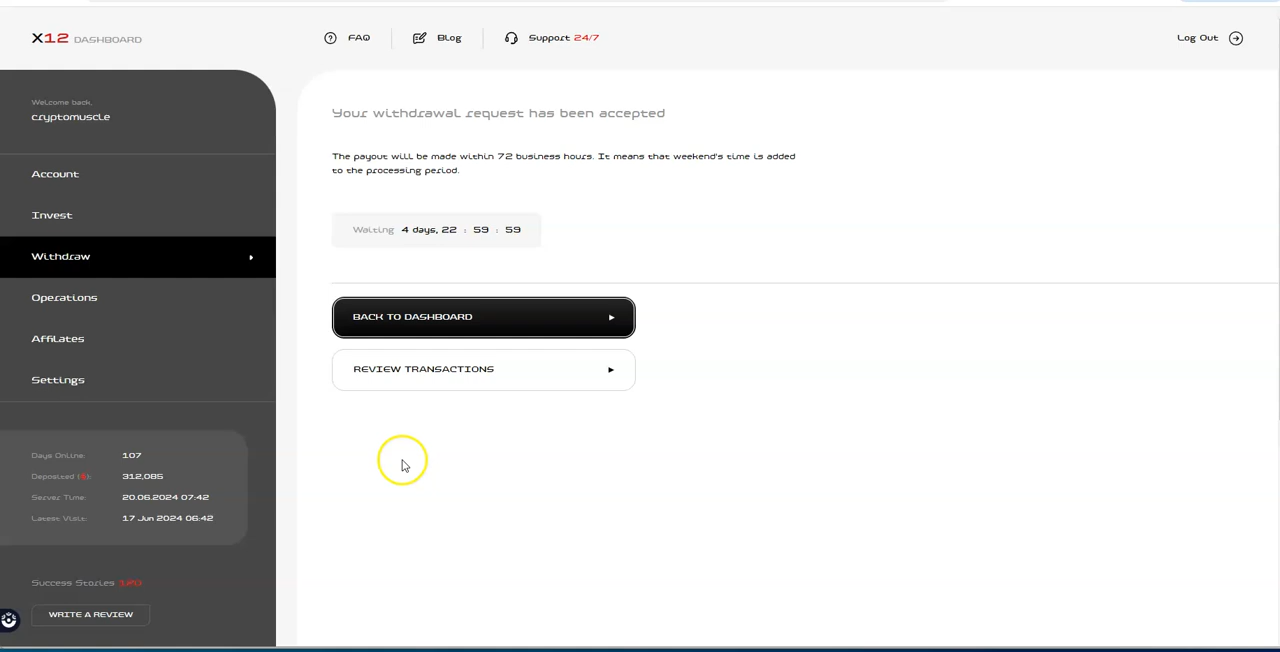 X12 DASHBOARD
FAQ
Blog
Support 24/7
Log Out
Welcome back,
cryptomuscle
Account
Invest
Withdraw
Operations
Affiliates
Settings
Days Online: 107
Deposited ($): 312,085
Server Time: 20.06.2024 07:42
Latest Visit: 17 Jun 2024 06:42
Success Stories
WRITE A REVIEW
Your withdrawal request has been accepted
The payout will be made within 72 business hours. It means that weekend's time is added
to the processing period.
Waiting 4 days, 22 : 59 : 59
BACK TO DASHBOARD
REVIEW TRANSACTIONS